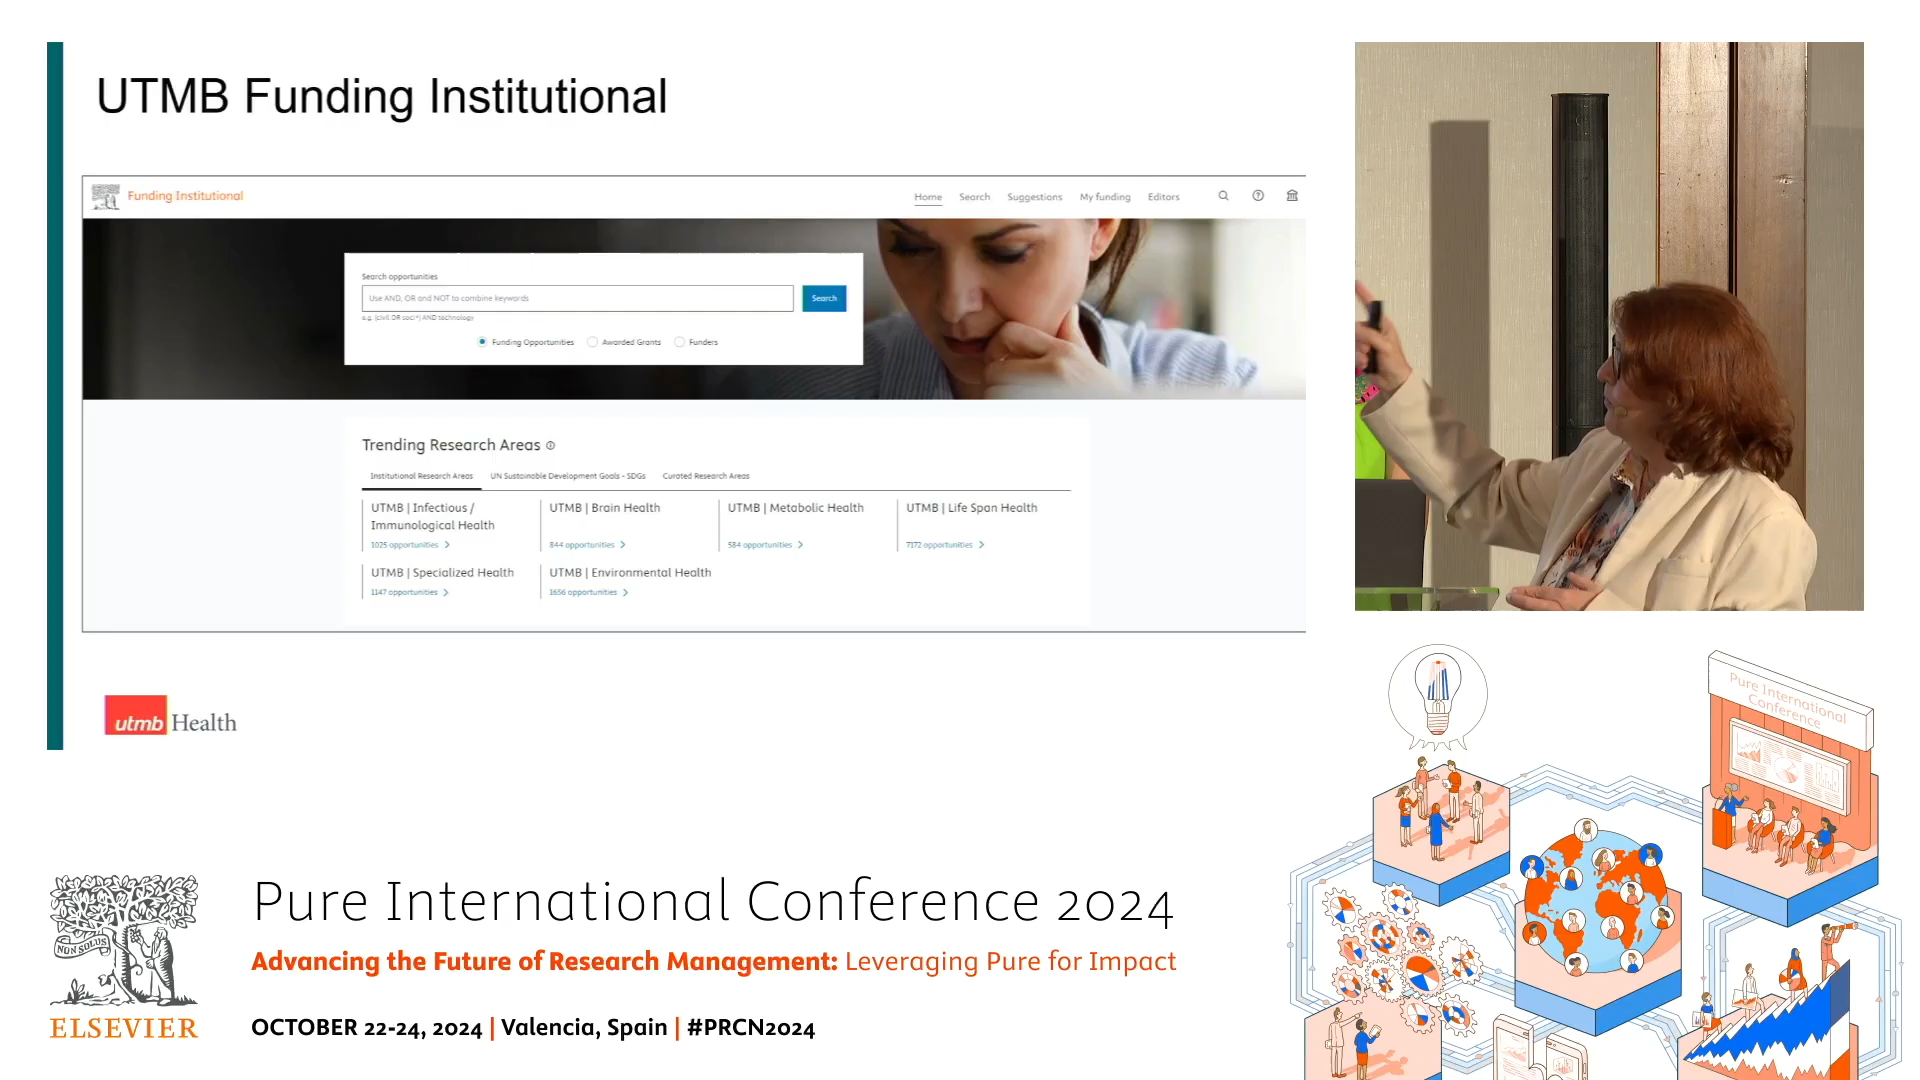 UTMB Funding Institutional
Funding Institutional
Home Search Suggestions My funding Editors
Search opportunities
Use AND, OR and NOT to combine keywords
Search
e.g. (civil OR soci*) AND technology
Funding Opportunities Awarded Grants Funders
Trending Research Areas
Institutional Research Areas UN Sustainable Development Goals - SDGs Curated Research Areas
UTMB | Infectious /
Immunological Health
1025 opportunities
UTMB | Brain Health
844 opportunities
UTMB | Metabolic Health
584 opportunities
UTMB | Life Span Health
7172 opportunities
UTMB | Specialized Health
1147 opportunities
UTMB | Environmental Health
1656 opportunities
utmb Health
Pure International
Conference
NON SOLUS
ELSEVIER
Pure International Conference 2024
Advancing the Future of Research Management: Leveraging Pure for Impact
OCTOBER 22-24, 2024 | Valencia, Spain | #PRCN2024